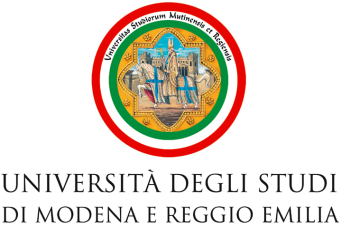 Universitas Studiorum Mutinensis et Regiensis
UNIVERSITÀ DEGLI STUDI
DI MODENA E REGGIO EMILIA